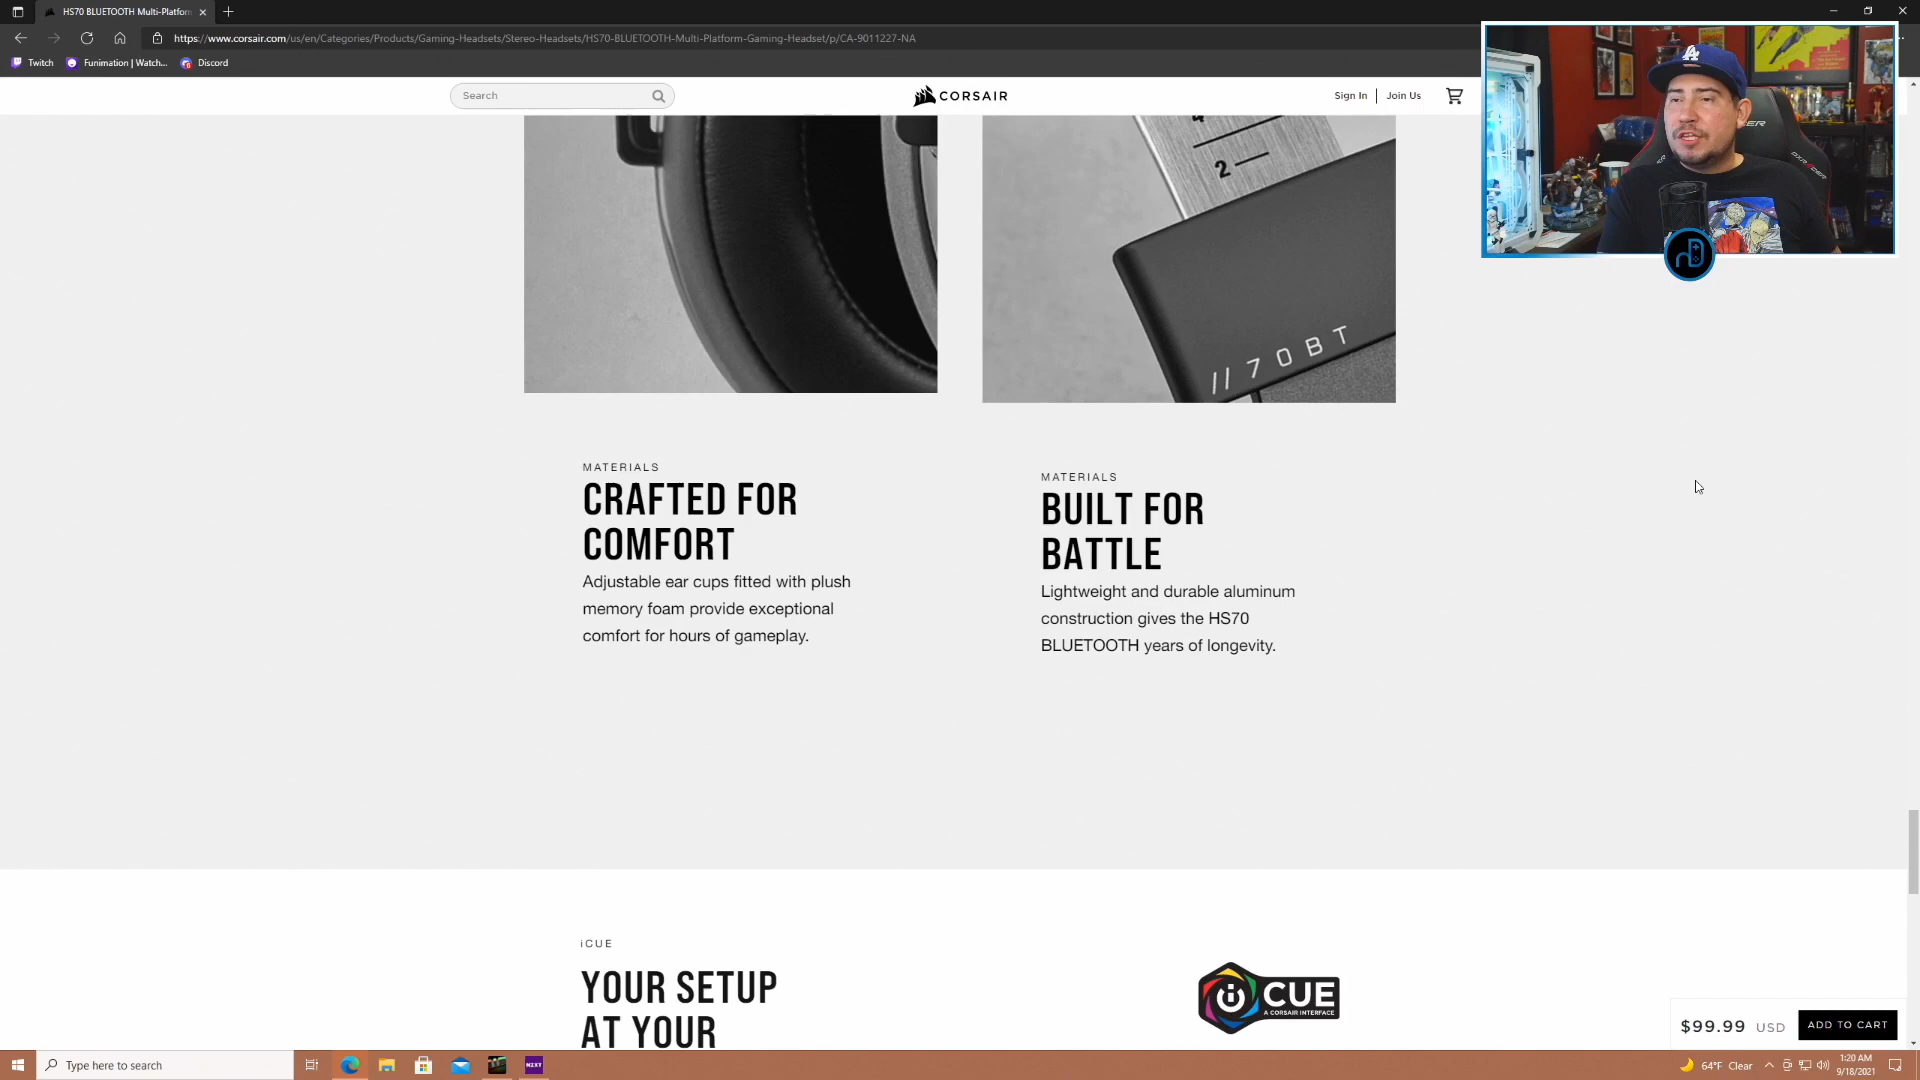 HS70 BLUETOOTH Multi-Platform
https://www.corsair.com/us/en/Categories/Products/Gaming-Headsets/Stereo-Headsets/HS70-BLUETOOTH-Multi-Platform-Gaming-Headset/p/CA-9011227-NA
Twitch
Funimation | Watch...
Discord
Search
CORSAIR
Sign In
Join Us
2
//70BT
MATERIALS
CRAFTED FOR
COMFORT
Adjustable ear cups fitted with plush
memory foam provide exceptional
comfort for hours of gameplay.
MATERIALS
BUILT FOR
BATTLE
Lightweight and durable aluminum
construction gives the HS70
BLUETOOTH years of longevity.
iCUE
YOUR SETUP
AT YOUR
iCUE
A CORSAIR INTERFACE
$99.99 USD
ADD TO CART
Type here to search
NZXT
64°F Clear
1:20 AM
9/18/2021